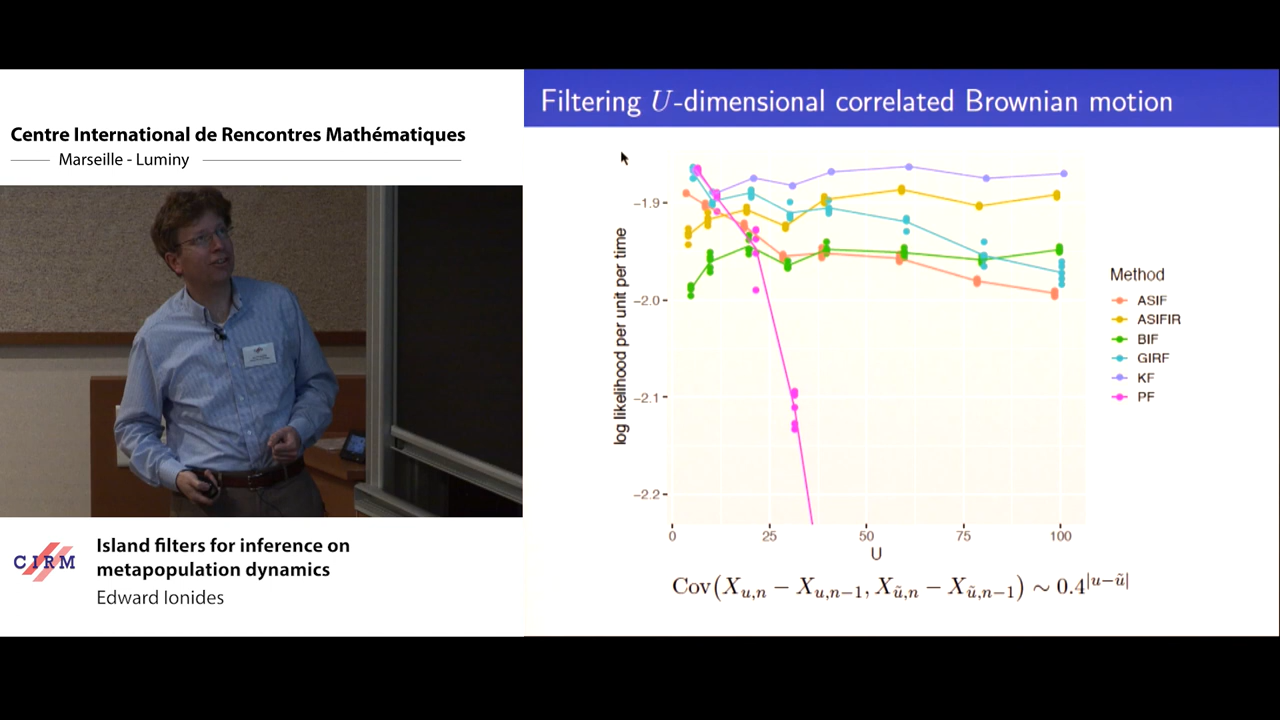 Centre International de Rencontres Mathématiques
Marseille - Luminy
CIRM
Island filters for inference on
metapopulation dynamics
Edward Ionides
Filtering U-dimensional correlated Brownian motion
log likelihood per unit per time
−1.9
−2.0
−2.1
−2.2
0 25 50 75 100
U
Method
ASIF
ASIFIR
BIF
GIRF
KF
PF
Cov(X_{u,n} − X_{u,n−1}, X_{ũ,n} − X_{ũ,n−1}) ∼ 0.4^{|u−ũ|}